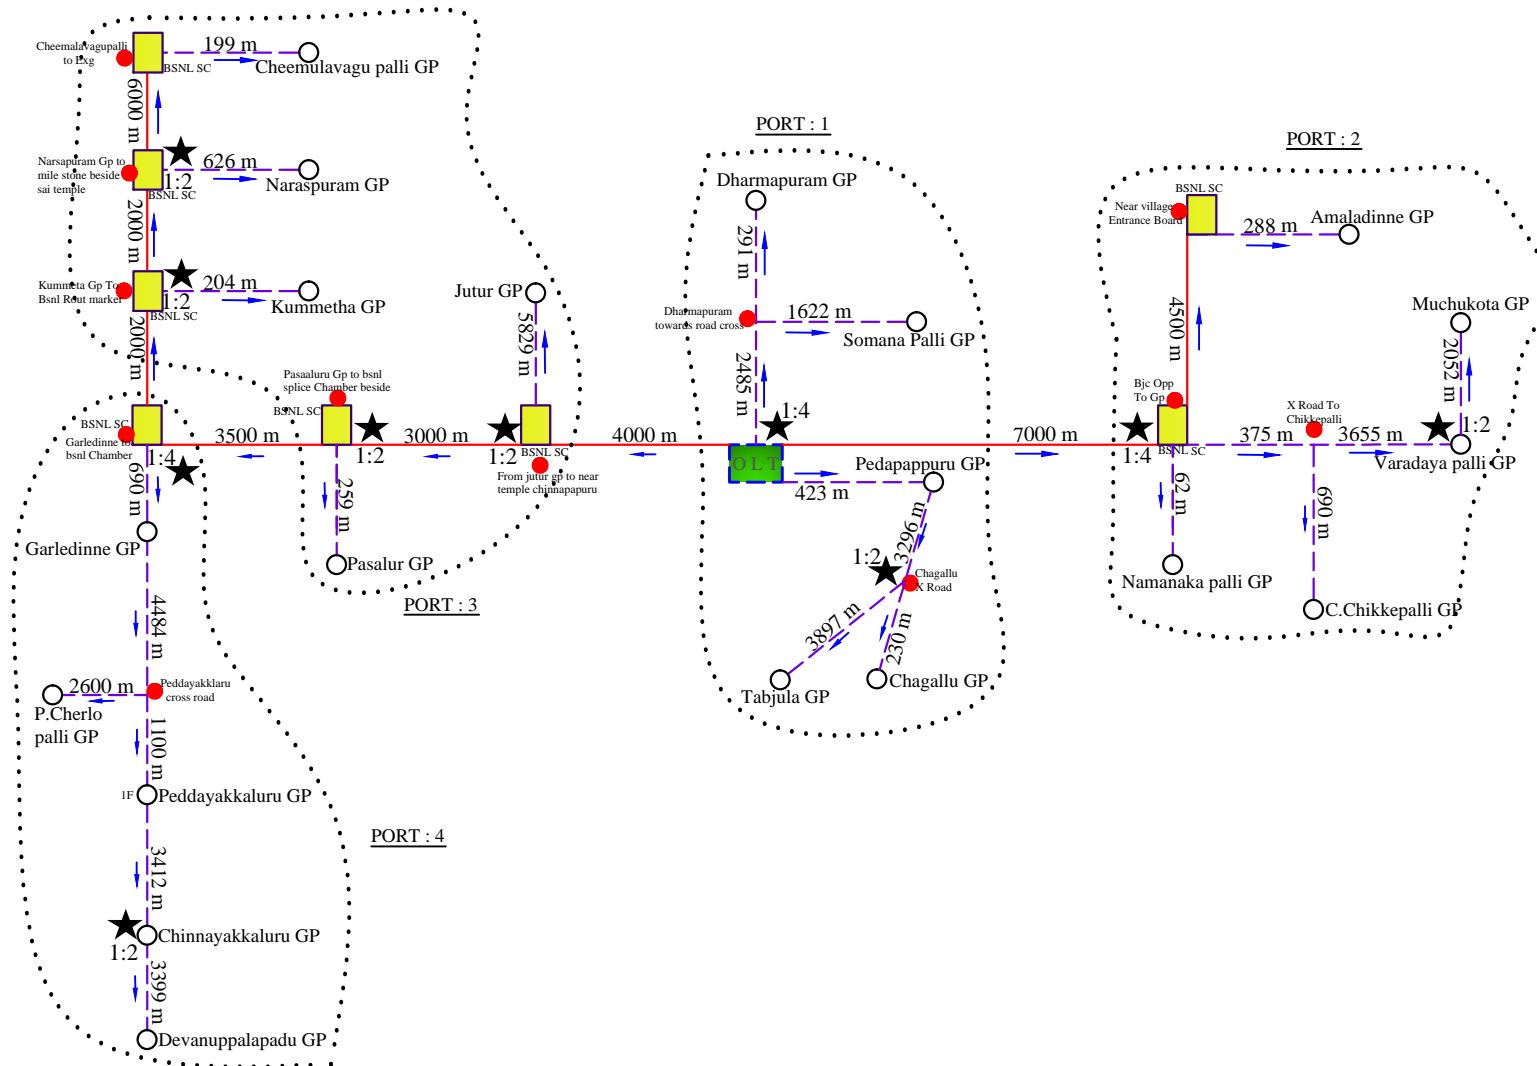 Cheemalavagupalli
to Exg
BSNL SC
199 m
Cheemulavagu palli GP
6000 m
Narsapuram Gp to
mile stone beside
sai temple
1:2
BSNL SC
626 m
Naraspuram GP
2000 m
Kummeta Gp To
Bsnl Rout marker
1:2
BSNL SC
204 m
Kummetha GP
2000 m
Jutur GP
5829 m
Pasaaluru Gp to bsnl
splice Chamber beside
BSNL SC
BSNL SC
Garledinne to
bsnl Chamber
1:4
3500 m
1:2
3000 m
1:2
BSNL SC
4000 m
From jutur gp to near
temple chinnapapuru
259 m
Pasalur GP
PORT : 3
690 m
Garledinne GP
4484 m
2600 m
Peddayakklaru
cross road
P.Cherlo
palli GP
1100 m
1F
Peddayakkaluru GP
PORT : 4
3412 m
1:2
Chinnayakkaluru GP
3399 m
Devanuppalapadu GP
PORT : 1
Dharmapuram GP
291 m
Dharmapuram
towards road cross
1622 m
Somana Palli GP
2485 m
1:4
O L T
423 m
Pedapappuru GP
3296 m
1:2
Chagallu
X Road
3897 m
230 m
Tabjula GP
Chagallu GP
7000 m
PORT : 2
BSNL SC
Near village
Entrance Board
288 m
Amaladinne GP
4500 m
Muchukota GP
2052 m
Bjc Opp
To Gp
1:4
BSNL SC
X Road To
Chikkepalli
375 m
3655 m
1:2
Varadaya palli GP
62 m
690 m
Namanaka palli GP
C.Chikkepalli GP